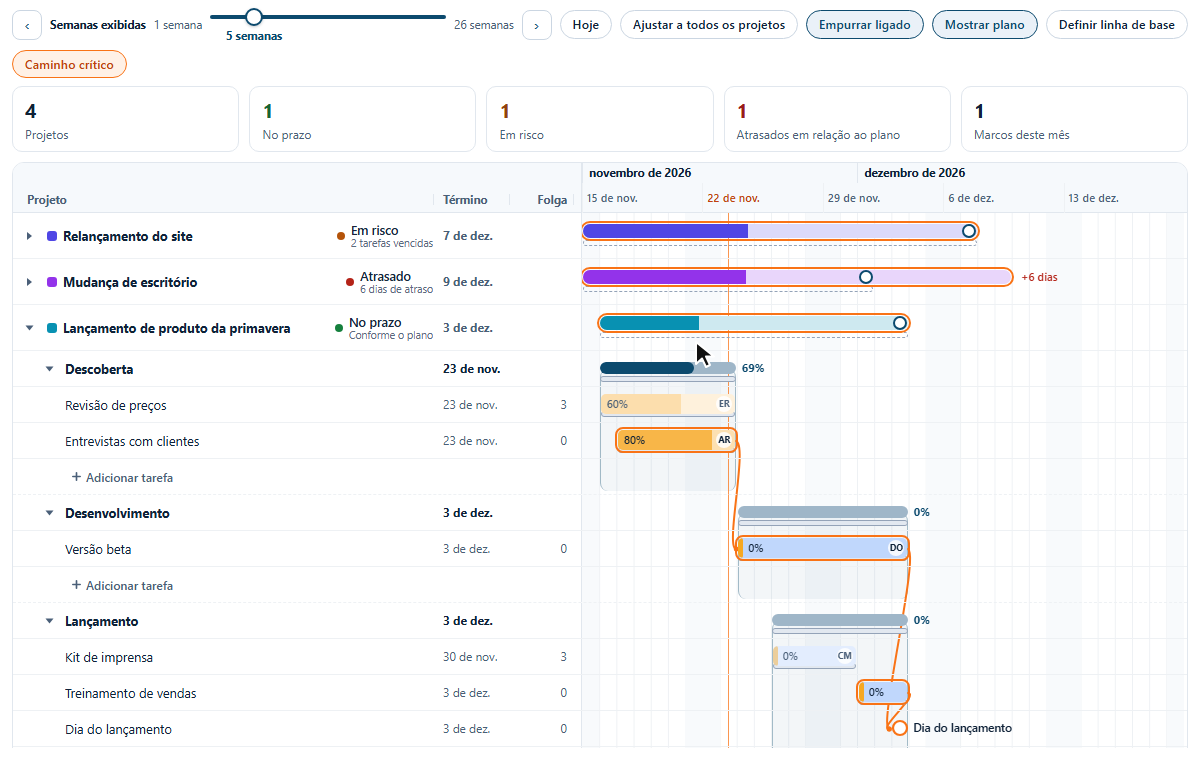 ‹ Semanas exibidas 1 semana 26 semanas › Hoje Ajustar a todos os projetos Empurrar ligado Mostrar plano Definir linha de base
5 semanas
Caminho crítico
4
Projetos
1
No prazo
1
Em risco
1
Atrasados em relação ao plano
1
Marcos deste mês
novembro de 2026 dezembro de 2026
Projeto Término Folga 15 de nov. 22 de nov. 29 de nov. 6 de dez. 13 de dez.
Relançamento do site Em risco 7 de dez.
2 tarefas vencidas
Mudança de escritório Atrasado 9 de dez. +6 dias
6 dias de atraso
Lançamento de produto da primavera No prazo 3 de dez.
Conforme o plano
Descoberta 23 de nov. 69%
Revisão de preços 23 de nov. 3 60% ER
Entrevistas com clientes 23 de nov. 0 80% AR
+ Adicionar tarefa
Desenvolvimento 3 de dez. 0%
Versão beta 3 de dez. 0 0% DO
+ Adicionar tarefa
Lançamento 3 de dez. 0%
Kit de imprensa 30 de nov. 3 0% CM
Treinamento de vendas 3 de dez. 0 0%
Dia do lançamento 3 de dez. 0 Dia do lançamento